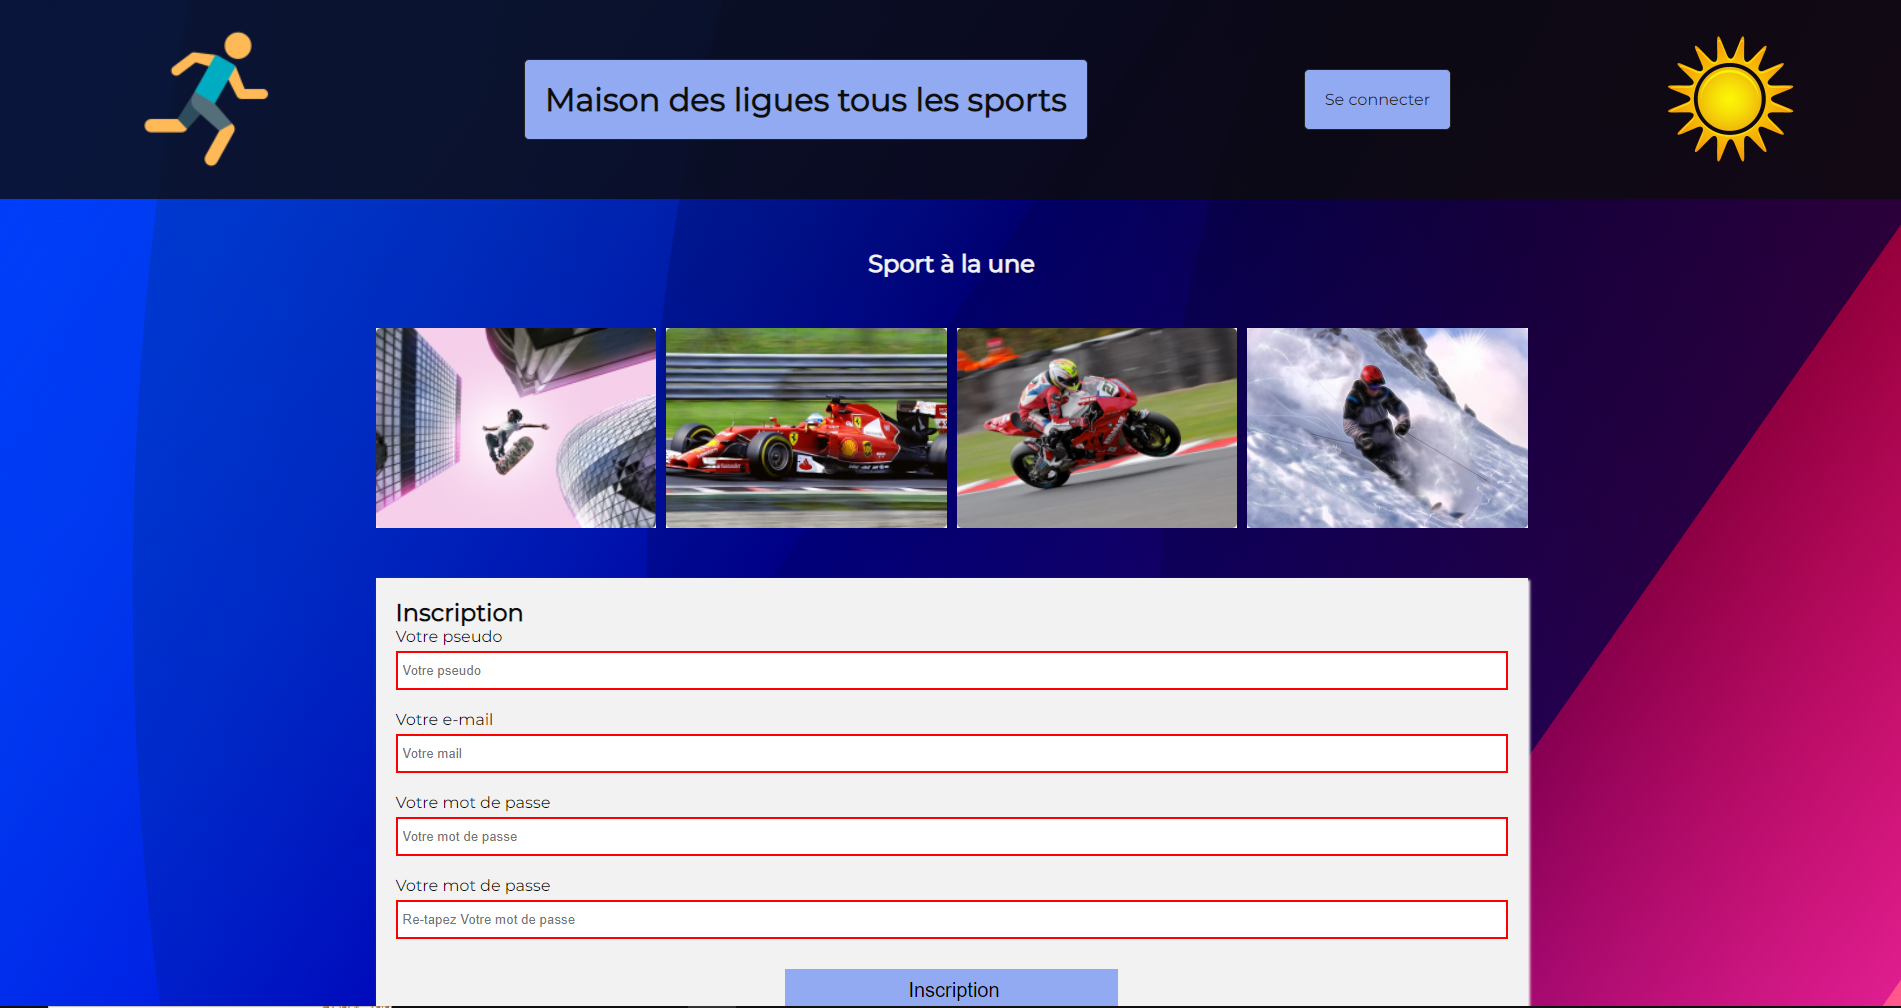 Maison des ligues tous les sports
Se connecter
Sport à la une
Inscription
Votre pseudo
Votre pseudo
Votre e-mail
Votre mail
Votre mot de passe
Votre mot de passe
Votre mot de passe
Re-tapez Votre mot de passe
Inscription